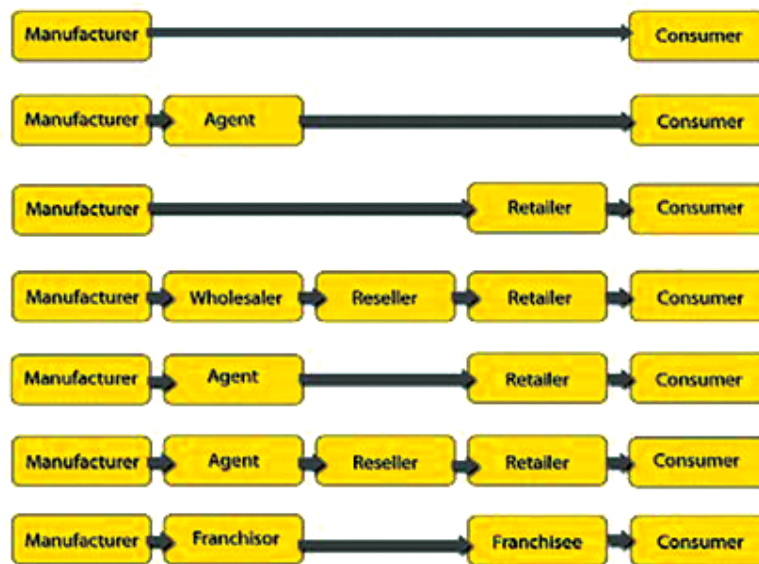 Manufacturer Consumer
Manufacturer Agent Consumer
Manufacturer Retailer Consumer
Manufacturer Wholesaler Reseller Retailer Consumer
Manufacturer Agent Retailer Consumer
Manufacturer Agent Reseller Retailer Consumer
Manufacturer Franchisor Franchisee Consumer